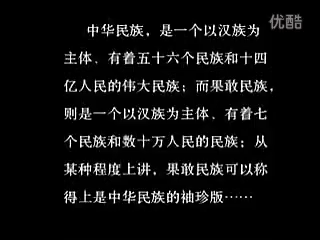 优酷
中华民族，是一个以汉族为
主体、有着五十六个民族和十四
亿人民的伟大民族；而果敢民族，
则是一个以汉族为主体、有着七
个民族和数十万人民的民族；从
某种程度上讲，果敢民族可以称
得上是中华民族的袖珍版……